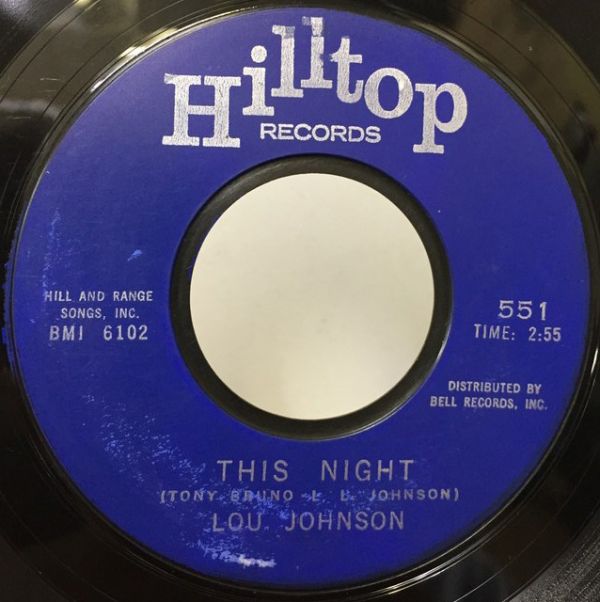 Hilltop
RECORDS
HILL AND RANGE
SONGS, INC.
BMI 6102
551
TIME: 2:55
DISTRIBUTED BY
BELL RECORDS, INC.
THIS NIGHT
(TONY BRUNO - L. L. JOHNSON)
LOU JOHNSON